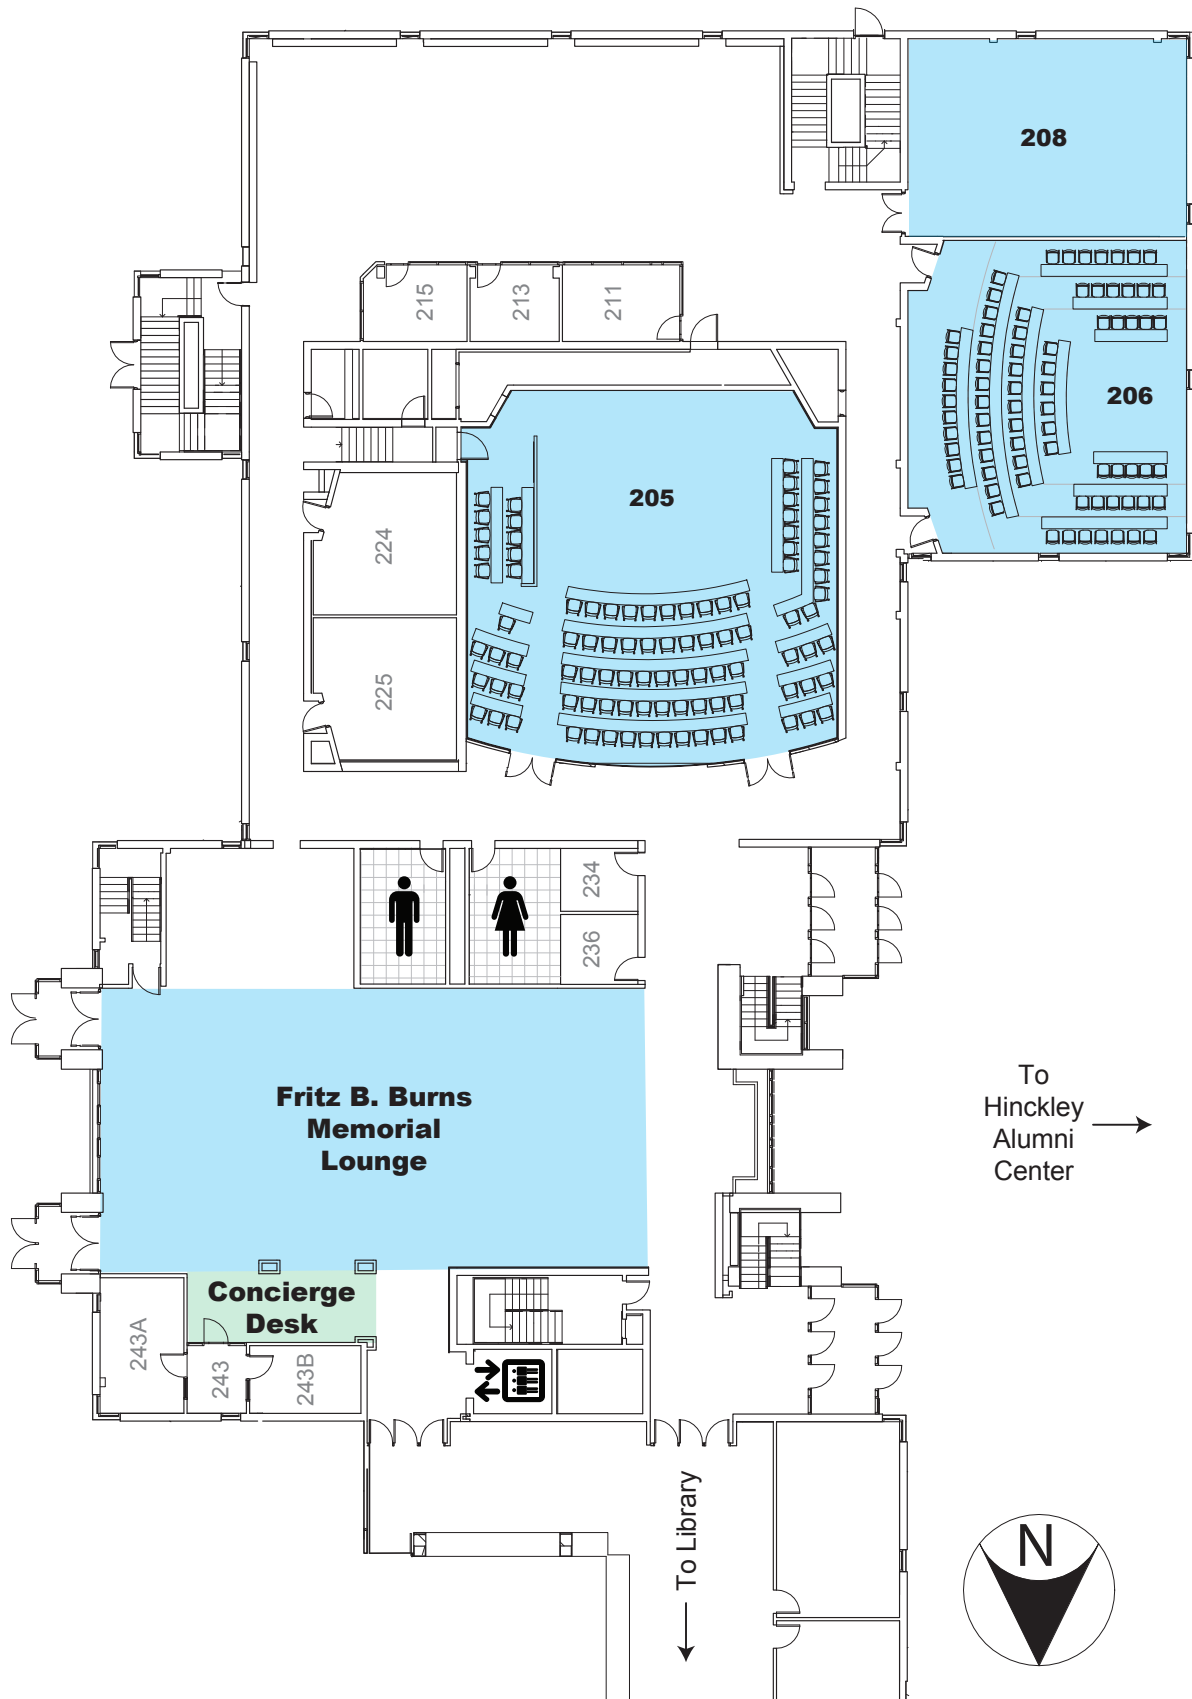 208
215
213
211
206
205
224
225
234
236
Fritz B. Burns
Memorial
Lounge
To
Hinckley
Alumni
Center
Concierge
Desk
243A
243
243B
To Library
N